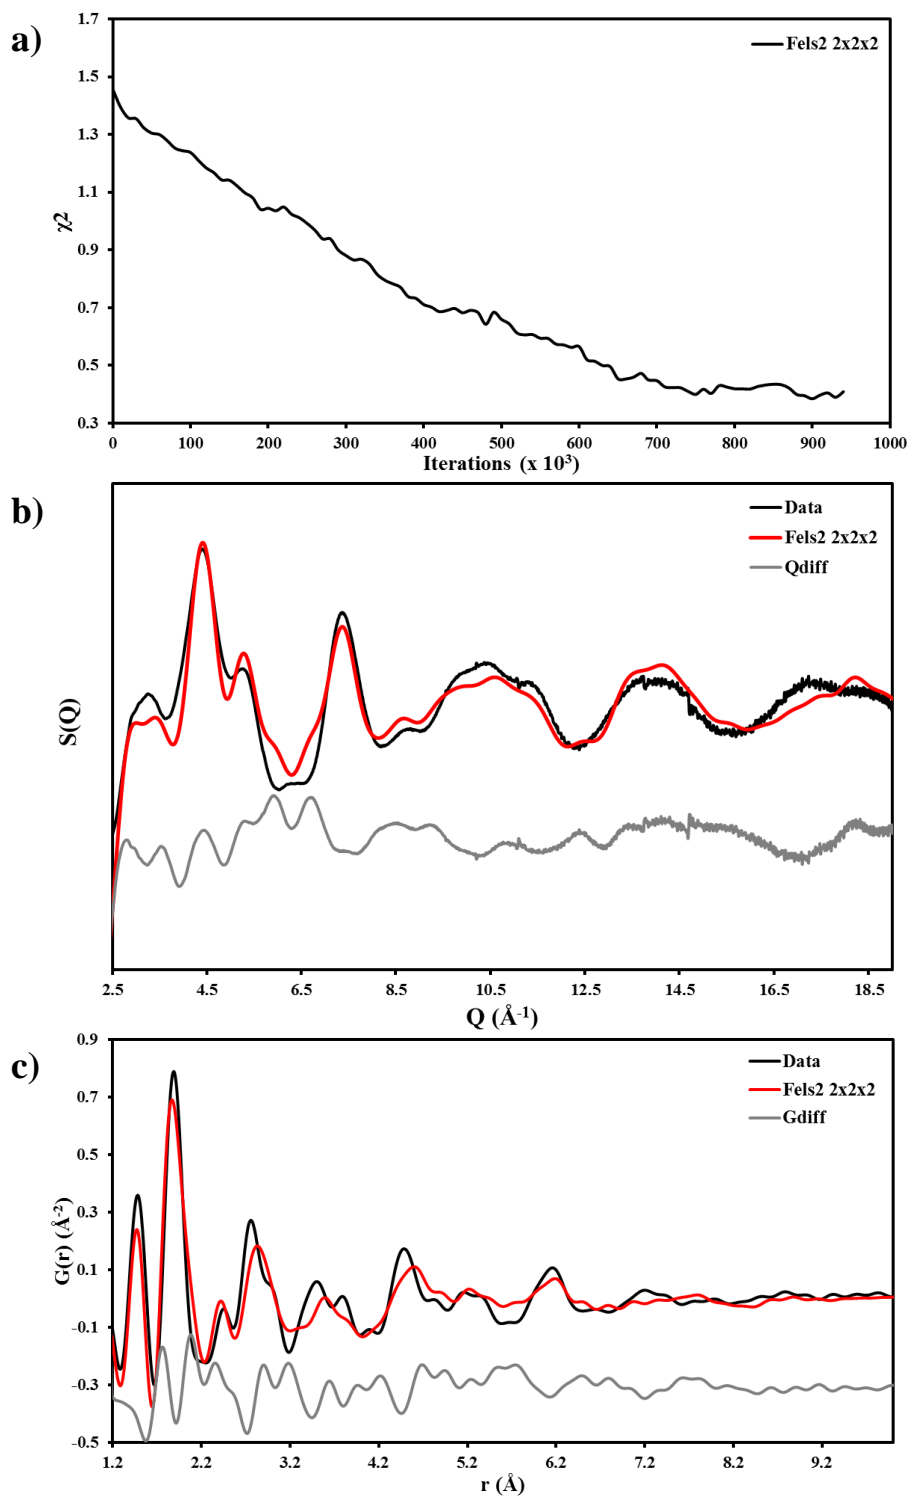 a)
1.7
1.5
1.3
1.1
0.9
0.7
0.5
0.3
χ2
Fels2 2x2x2
0 100 200 300 400 500 600 700 800 900 1000
Iterations (x 10³)
b)
S(Q)
Data
Fels2 2x2x2
Qdiff
2.5 4.5 6.5 8.5 10.5 12.5 14.5 16.5 18.5
Q (Å⁻¹)
c)
0.9
0.7
0.5
0.3
0.1
-0.1
-0.3
-0.5
G(r) (Å⁻²)
Data
Fels2 2x2x2
Gdiff
1.2 2.2 3.2 4.2 5.2 6.2 7.2 8.2 9.2
r (Å)